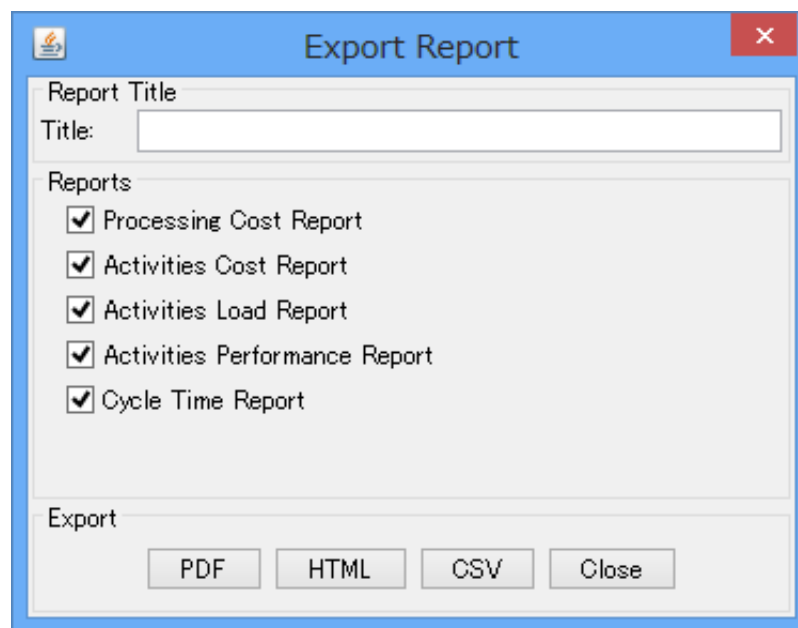 Export Report
Report Title
Title:
Reports
Processing Cost Report
Activities Cost Report
Activities Load Report
Activities Performance Report
Cycle Time Report
Export
PDF HTML CSV Close